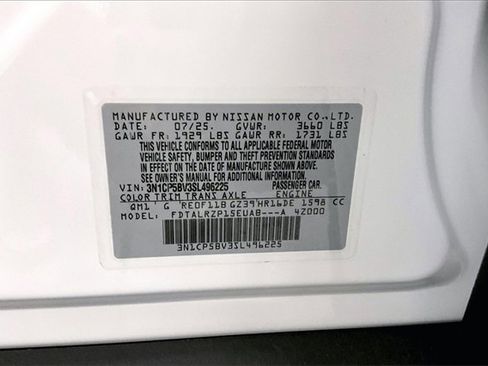 MANUFACTURED BY NISSAN MOTOR CO.,LTD.
DATE: 07/25. GVWR: 3660 LBS
GAWR FR: 1929 LBS GAWR RR: 1731 LBS
THIS VEHICLE CONFORMS TO ALL APPLICABLE FEDERAL MOTOR
VEHICLE SAFETY, BUMPER AND THEFT PREVENTION STANDARDS
IN EFFECT ON THE DATE OF MANUFACTURE SHOWN ABOVE.
SEE OWNER'S MANUAL FOR ADDITIONAL INFORMATION
VIN: 3N1CP5BV3SL496225 PASSENGER CAR
COLOR TRIM TRANS AXLE ENGINE
QM1 G RE0F11B GZ39 HR16DE 1598 CC
FDTALRZP15EUAB---A 4Z000
3N1CP5BV3SL496225